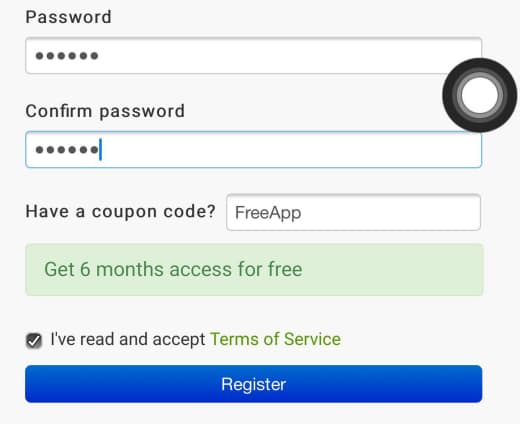 Password
••••••
Confirm password
••••••
Have a coupon code? FreeApp
Get 6 months access for free
I've read and accept Terms of Service
Register